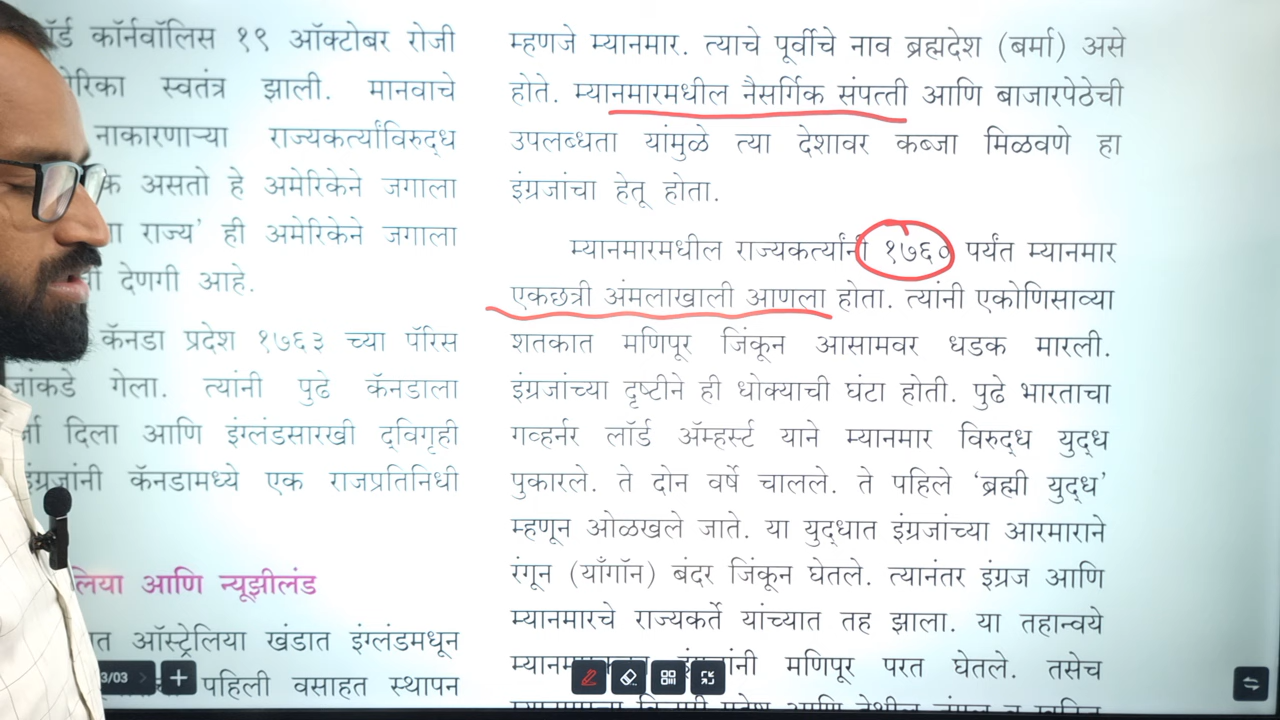 कॉर्नवॉलिस १९ ऑक्टोबर रोजी
स्वतंत्र झाली. मानवाचे
नाकारणाऱ्या राज्यकर्त्यांविरुद्ध
असतो हे अमेरिकेने जगाला
राज्य’ ही अमेरिकेने जगाला
देणगी आहे.
कॅनडा प्रदेश १७६३ च्या पॅरिस
गेला. त्यांनी पुढे कॅनडाला
दिला आणि इंग्लंडसारखी द्विगृही
इंग्रजांनी कॅनडामध्ये एक राजप्रतिनिधी
आणि न्यूझीलंड
ऑस्ट्रेलिया खंडात इंग्लंडमधून
पहिली वसाहत स्थापन
म्हणजे म्यानमार. त्याचे पूर्वीचे नाव ब्रह्मदेश (बर्मा) असे
होते. म्यानमारमधील नैसर्गिक संपत्ती आणि बाजारपेठेची
उपलब्धता यांमुळे त्या देशावर कब्जा मिळवणे हा
इंग्रजांचा हेतू होता.
म्यानमारमधील राज्यकर्त्यांनी १७६० पर्यंत म्यानमार
एकछत्री अंमलाखाली आणला होता. त्यांनी एकोणिसाव्या
शतकात मणिपूर जिंकून आसामवर धडक मारली.
इंग्रजांच्या दृष्टीने ही धोक्याची घंटा होती. पुढे भारताचा
गव्हर्नर लॉर्ड ॲम्हर्स्ट याने म्यानमार विरुद्ध युद्ध
पुकारले. ते दोन वर्षे चालले. ते पहिले ‘ब्रह्मी युद्ध’
म्हणून ओळखले जाते. या युद्धात इंग्रजांच्या आरमाराने
रंगून (याँगॉन) बंदर जिंकून घेतले. त्यानंतर इंग्रज आणि
म्यानमारचे राज्यकर्ते यांच्यात तह झाला. या तहान्वये
मणिपूर परत घेतले. तसेच
3/03